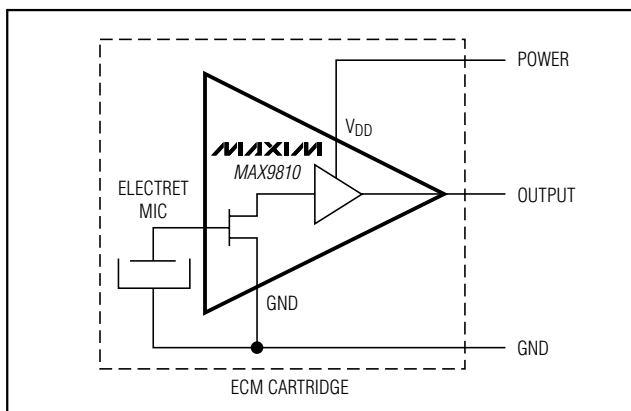 POWER
VDD
MAXIM
MAX9810
ELECTRET
MIC
OUTPUT
GND
GND
ECM CARTRIDGE